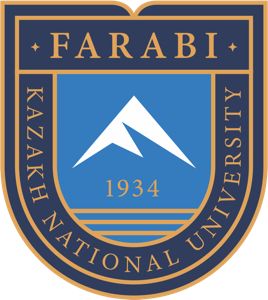 · FARABI ·
1934
KAZAKH NATIONAL UNIVERSITY